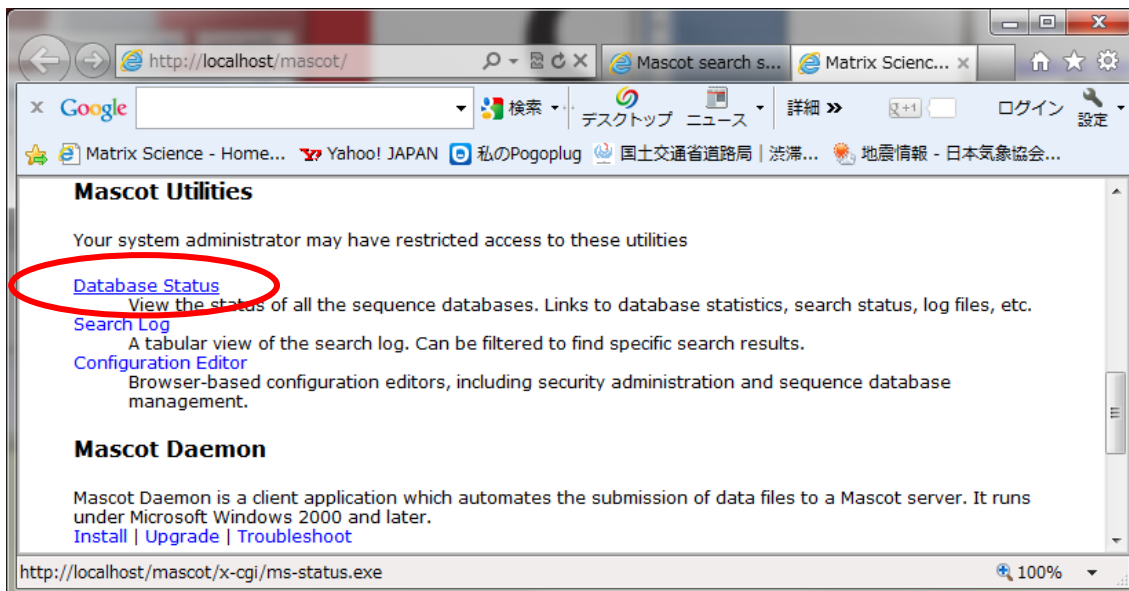 http://localhost/mascot/
Mascot search s...
Matrix Scienc...
Google
検索
デスクトップ
ニュース
詳細
ログイン
設定
Matrix Science - Home...
Yahoo! JAPAN
私のPogoplug
国土交通省道路局｜渋滞...
地震情報 - 日本気象協会...
Mascot Utilities
Your system administrator may have restricted access to these utilities
Database Status
View the status of all the sequence databases. Links to database statistics, search status, log files, etc.
Search Log
A tabular view of the search log. Can be filtered to find specific search results.
Configuration Editor
Browser-based configuration editors, including security administration and sequence database
management.
Mascot Daemon
Mascot Daemon is a client application which automates the submission of data files to a Mascot server. It runs
under Microsoft Windows 2000 and later.
Install | Upgrade | Troubleshoot
http://localhost/mascot/x-cgi/ms-status.exe
100%